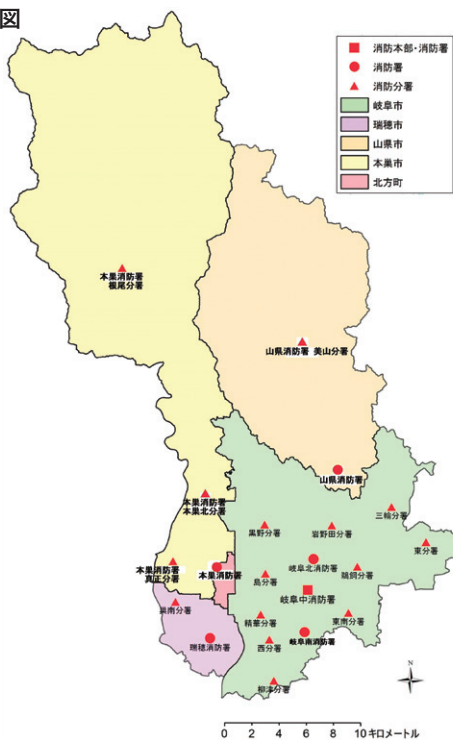 図
消防本部・消防署
消防署
消防分署
岐阜市
瑞穂市
山県市
本巣市
北方町
本巣消防署
根尾分署
山県消防署 美山分署
山県消防署
本巣消防署
本巣北分署
三輪分署
黒野分署
岩野田分署
東分署
本巣消防署
真正分署
本巣消防署
岐阜北消防署
島分署
鵜飼分署
岐阜中消防署
巣南分署
精華分署
東南分署
瑞穂消防署
西分署
岐阜南消防署
柳津分署
N
0 2 4 6 8 10 キロメートル